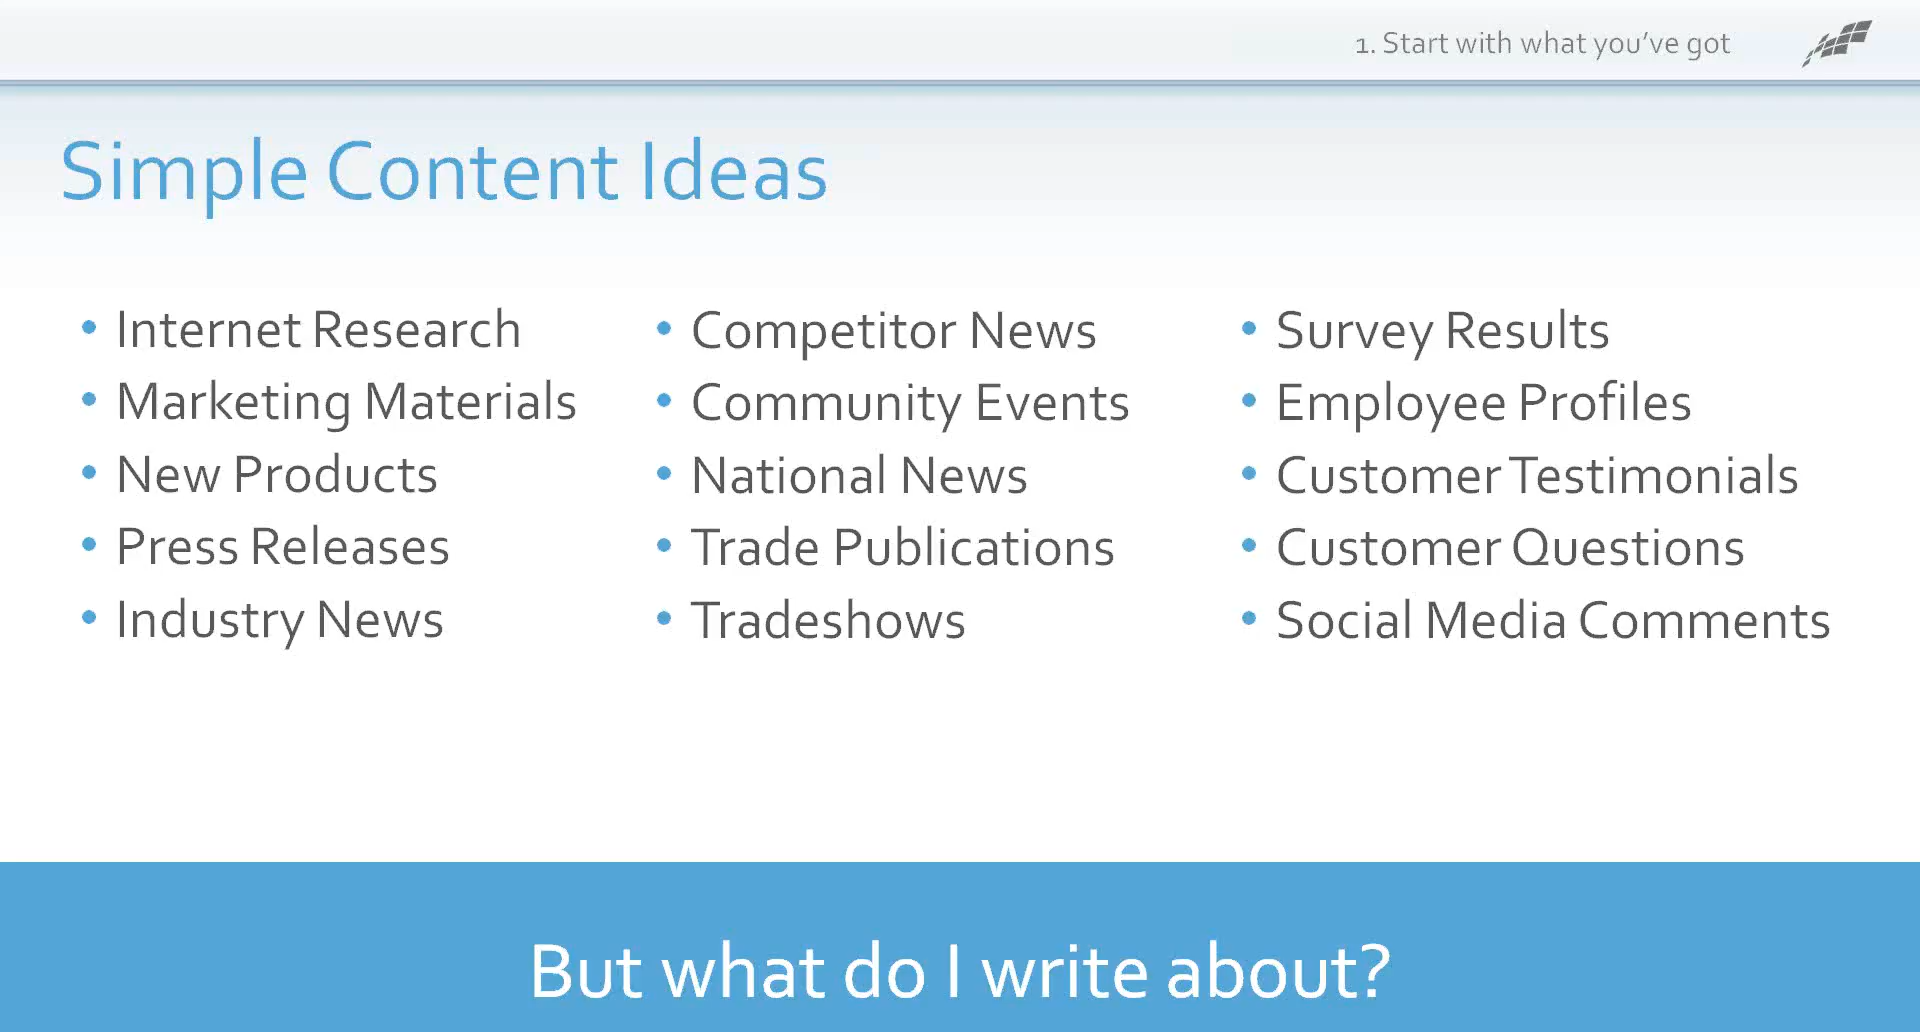 1. Start with what you've got
Simple Content Ideas
• Internet Research
• Marketing Materials
• New Products
• Press Releases
• Industry News
• Competitor News
• Community Events
• National News
• Trade Publications
• Tradeshows
• Survey Results
• Employee Profiles
• Customer Testimonials
• Customer Questions
• Social Media Comments
But what do I write about?